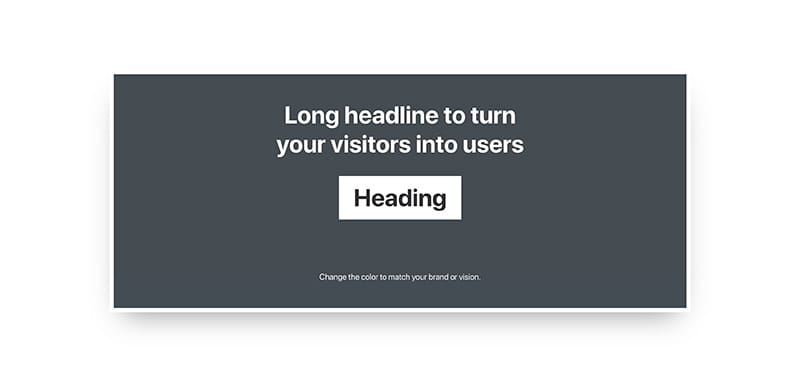 Long headline to turn
your visitors into users
Heading
Change the color to match your brand or vision.